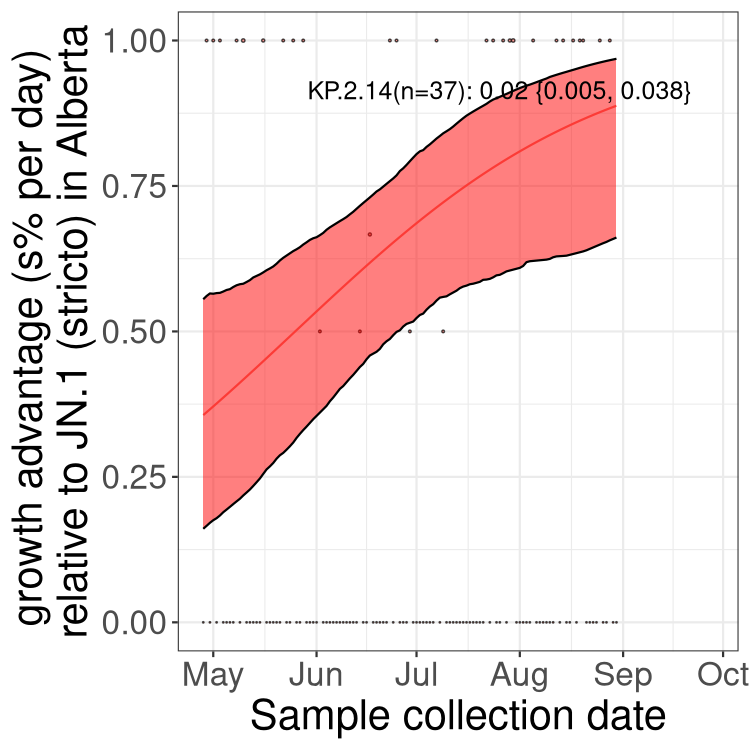 growth advantage (s% per day)
relative to JN.1 (stricto) in Alberta
1.00
0.75
0.50
0.25
0.00
KP.2.14(n=37): 0.02 {0.005, 0.038}
May Jun Jul Aug Sep Oct
Sample collection date